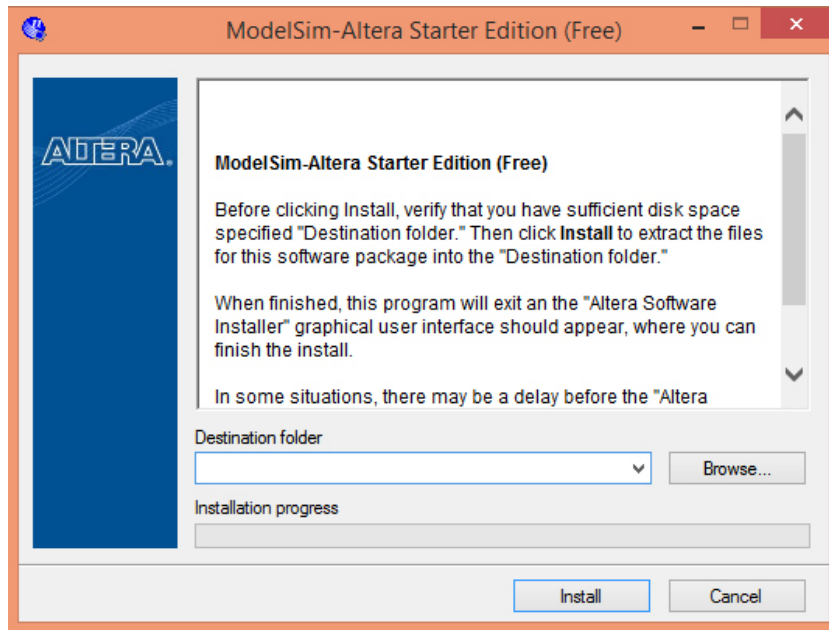 ModelSim-Altera Starter Edition (Free)
ALTERA.
ModelSim-Altera Starter Edition (Free)
Before clicking Install, verify that you have sufficient disk space
specified "Destination folder." Then click Install to extract the files
for this software package into the "Destination folder."
When finished, this program will exit an the "Altera Software
Installer" graphical user interface should appear, where you can
finish the install.
In some situations, there may be a delay before the "Altera
Destination folder
Browse...
Installation progress
Install
Cancel